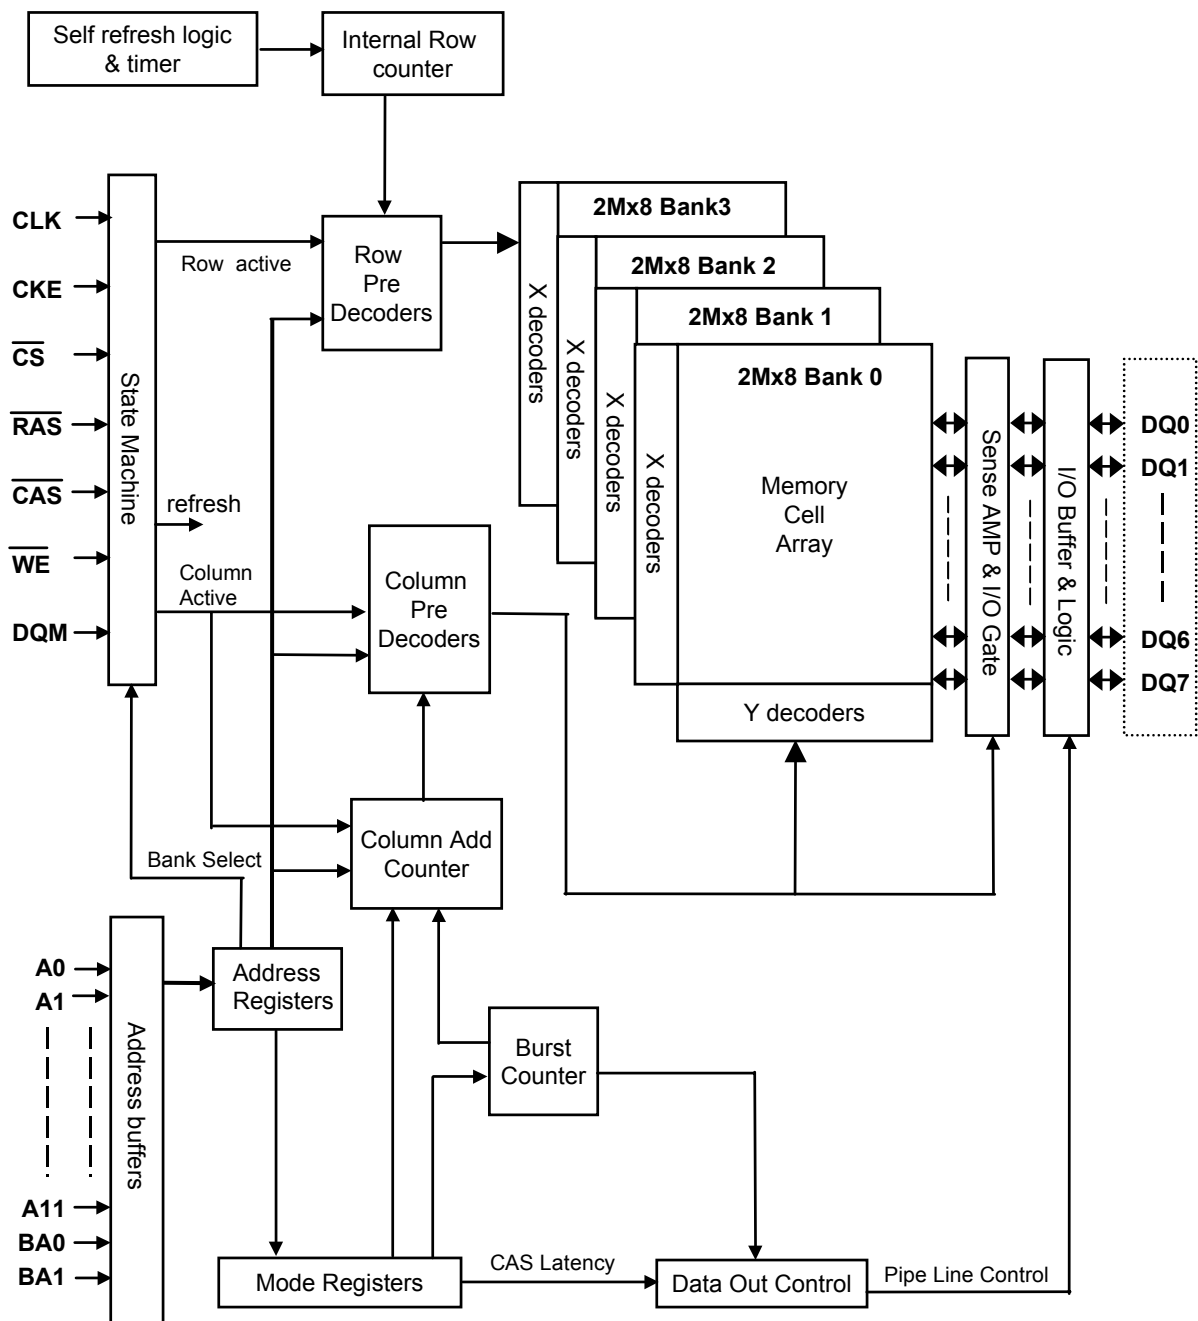 Self refresh logic
& timer
Internal Row
counter
CLK
CKE
CS
RAS
CAS
WE
DQM
State Machine
Row active
refresh
Column
Active
Row
Pre
Decoders
Column
Pre
Decoders
2Mx8 Bank3
2Mx8 Bank 2
2Mx8 Bank 1
2Mx8 Bank 0
X decoders
X decoders
X decoders
X decoders
Memory
Cell
Array
Y decoders
Sense AMP & I/O Gate
I/O Buffer & Logic
DQ0
DQ1
DQ6
DQ7
Bank Select
Column Add
Counter
A0
A1
A11
BA0
BA1
Address buffers
Address
Registers
Burst
Counter
Mode Registers
CAS Latency
Data Out Control
Pipe Line Control